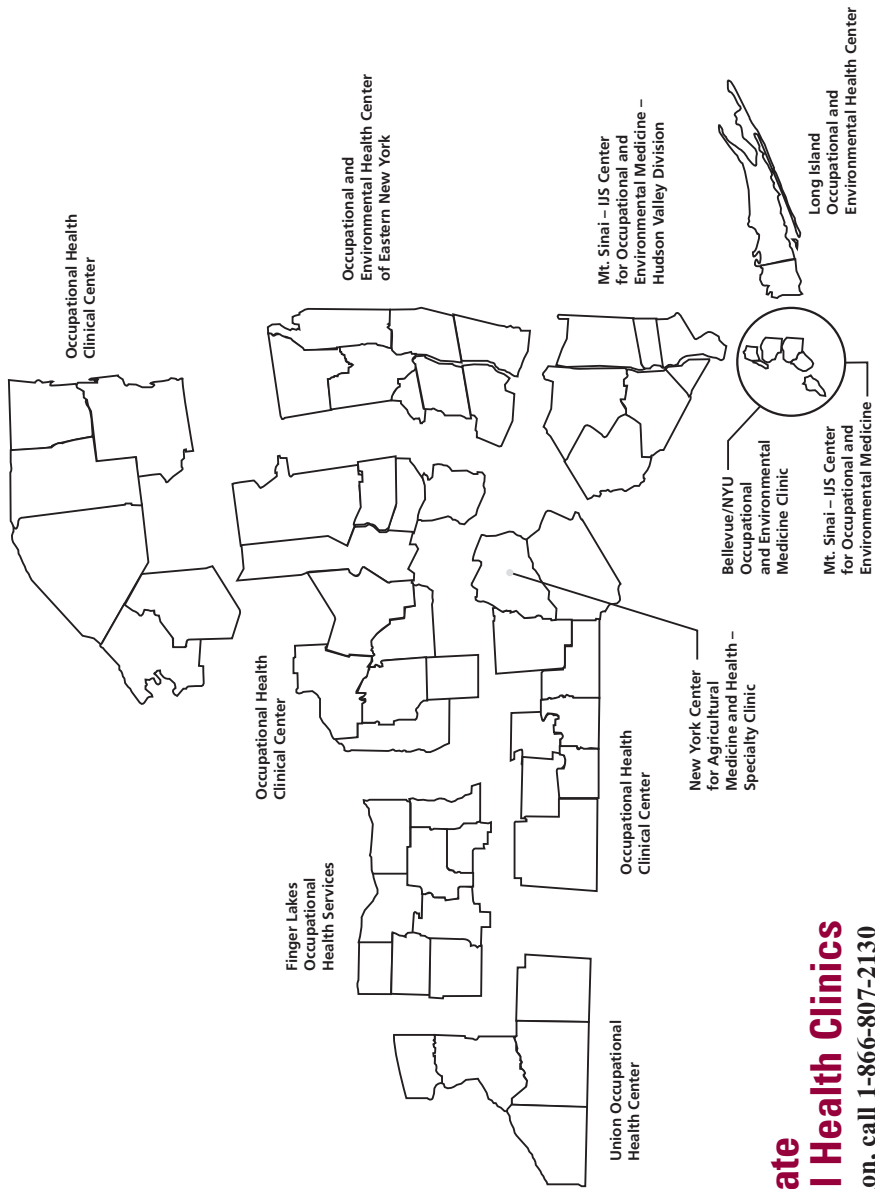 ate
l Health Clinics
on, call 1-866-807-2130
Occupational Health
Clinical Center
Occupational and
Environmental Health Center
of Eastern New York
Occupational Health
Clinical Center
Finger Lakes
Occupational
Health Services
Mt. Sinai – IJS Center
for Occupational and
Environmental Medicine –
Hudson Valley Division
Union Occupational
Health Center
Occupational Health
Clinical Center
New York Center
for Agricultural
Medicine and Health –
Specialty Clinic
Bellevue/NYU
Occupational
and Environmental
Medicine Clinic
Long Island
Occupational and
Environmental Health Center
Mt. Sinai – IJS Center
for Occupational and
Environmental Medicine